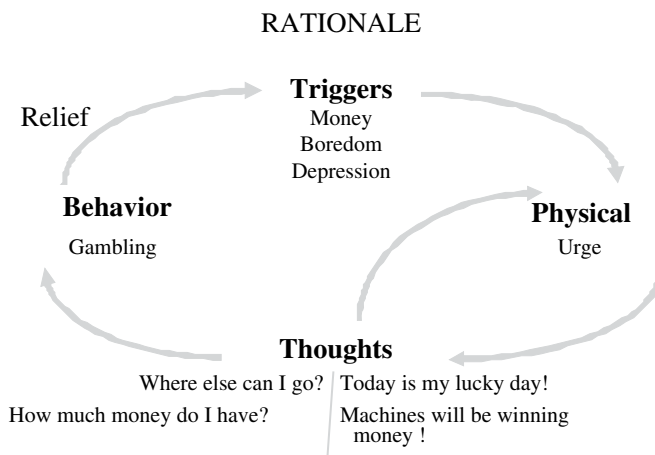 RATIONALE
Triggers
Money
Boredom
Depression
Relief
Behavior
Gambling
Physical
Urge
Thoughts
Where else can I go?
How much money do I have?
Today is my lucky day!
Machines will be winning
money !